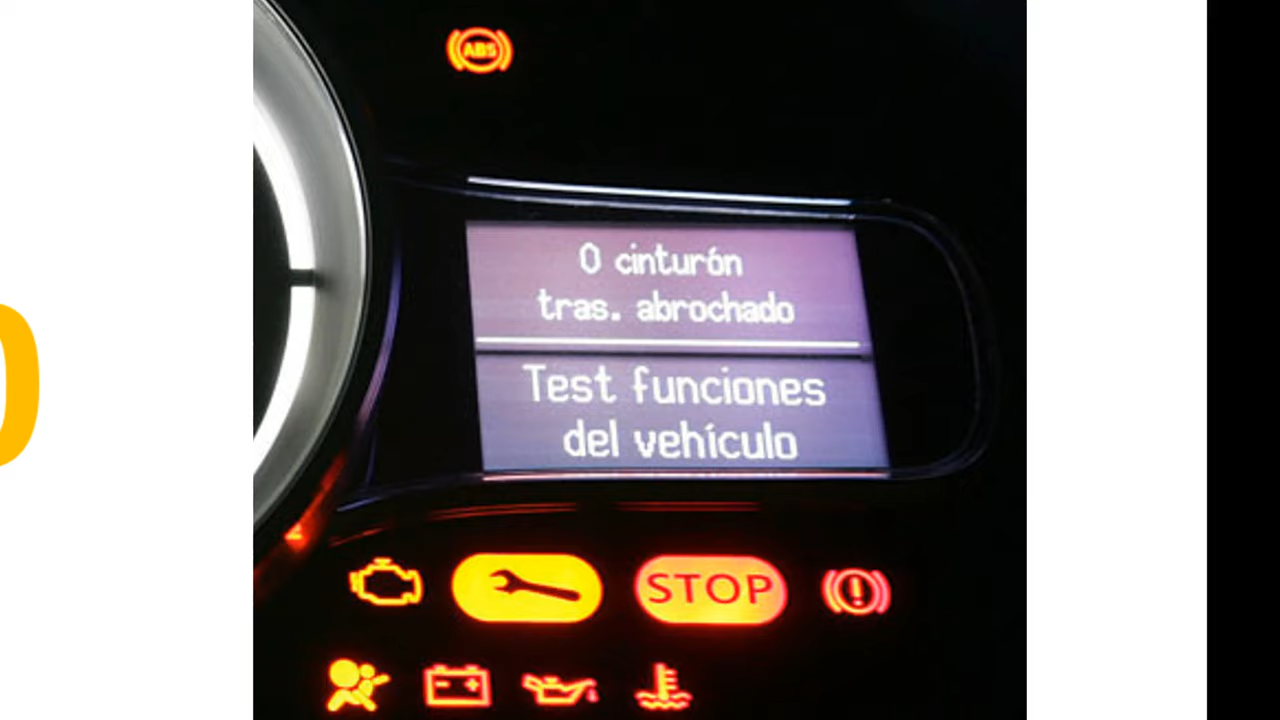 ABS
0 cinturón
tras. abrochado
Test funciones
del vehículo
STOP